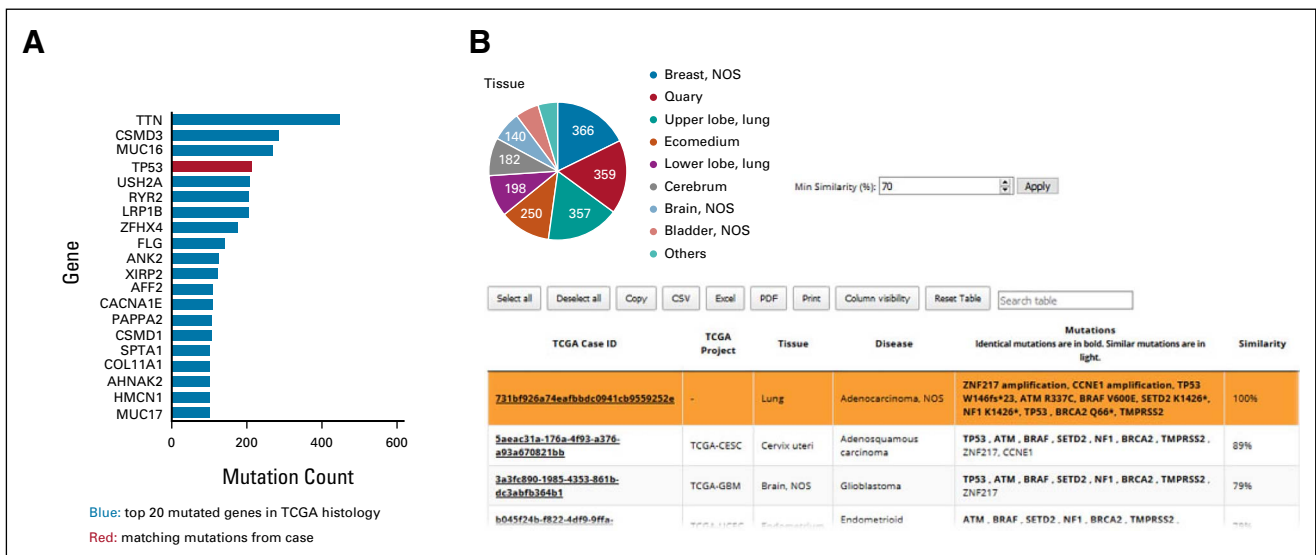 A
TTN
CSMD3
MUC16
TP53
USH2A
RYR2
LRP1B
ZFHX4
FLG
ANK2
XIRP2
AFF2
CACNA1E
PAPPA2
CSMD1
SPTA1
COL11A1
AHNAK2
HMCN1
MUC17
Gene
0 200 400 600
Mutation Count
Blue: top 20 mutated genes in TCGA histology
Red: matching mutations from case
B
Tissue
366
359
357
250
198
182
140
Breast, NOS
Quary
Upper lobe, lung
Ecomedium
Lower lobe, lung
Cerebrum
Brain, NOS
Bladder, NOS
Others
Min Similarity (%): 70 Apply
Select all Deselect all Copy CSV Excel PDF Print Column visibility Reset Table Search table
TCGA Case ID
TCGA
Project
Tissue
Disease
Mutations
Identical mutations are in bold. Similar mutations are in
light.
Similarity
731bf926a74eafbbdc0941cb9559252e
-
Lung
Adenocarcinoma, NOS
ZNF217 amplification, CCNE1 amplification, TP53
W146fs*23, ATM R337C, BRAF V600E, SETD2 K1426*,
NF1 K1426*, TP53 , BRCA2 Q66*, TMPRSS2
100%
5aeac31a-176a-4f93-a376-
a93a670821bb
TCGA-CESC
Cervix uteri
Adenosquamous
carcinoma
TP53 , ATM , BRAF , SETD2 , NF1 , BRCA2 , TMPRSS2 ,
ZNF217, CCNE1
89%
3a3fc890-1985-4353-861b-
dc3abfb364b1
TCGA-GBM
Brain, NOS
Glioblastoma
TP53 , ATM , BRAF , SETD2 , NF1 , BRCA2 , TMPRSS2 ,
ZNF217
79%
b045f24b-f822-4df9-9ffa-
Endometrioid
ATM , BRAF , SETD2 , NF1 , BRCA2 , TMPRSS2 ,